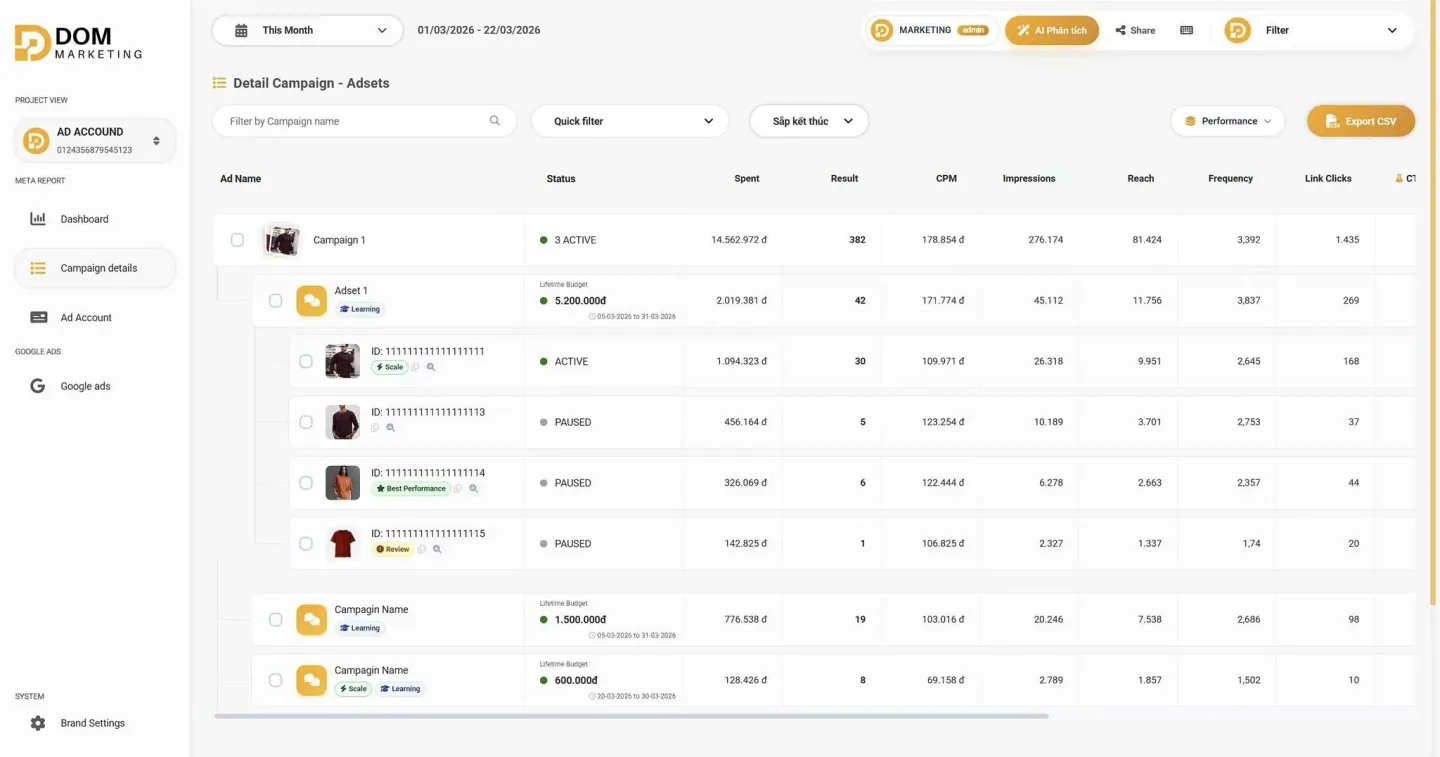 DOM
MARKETING
This Month
01/03/2026 - 22/03/2026
MARKETING admin
AI Phân tích
Share
Filter
PROJECT VIEW
AD ACCOUND
0124356879545123
META REPORT
Dashboard
Campaign details
Ad Account
GOOGLE ADS
Google ads
SYSTEM
Brand Settings
Detail Campaign - Adsets
Filter by Campaign name
Quick filter
Sắp kết thúc
Performance
CSV Export CSV
Ad Name Status Spent Result CPM Impressions Reach Frequency Link Clicks CT
Campaign 1 3 ACTIVE 14.562.972 đ 382 178.854 đ 276.174 81.424 3,392 1.435
Lifetime Budget
Adset 1 5.200.000đ 2.019.381 đ 42 171.774 đ 45.112 11.756 3,837 269
Learning
05-03-2026 to 31-03-2026
ID: 111111111111111111 ACTIVE 1.094.323 đ 30 109.971 đ 26.318 9.951 2,645 168
Scale
ID: 111111111111111113 PAUSED 456.164 đ 5 123.254 đ 10.189 3.701 2,753 37
ID: 111111111111111114 PAUSED 326.069 đ 6 122.444 đ 6.278 2.663 2,357 44
Best Performance
ID: 111111111111111115 PAUSED 142.825 đ 1 106.825 đ 2.327 1.337 1,74 20
Review
Lifetime Budget
Campagin Name 1.500.000đ 776.538 đ 19 103.016 đ 20.246 7.538 2,686 98
Learning
05-03-2026 to 31-03-2026
Lifetime Budget
Campagin Name 600.000đ 128.426 đ 8 69.158 đ 2.789 1.857 1,502 10
Scale Learning
20-03-2026 to 30-03-2026